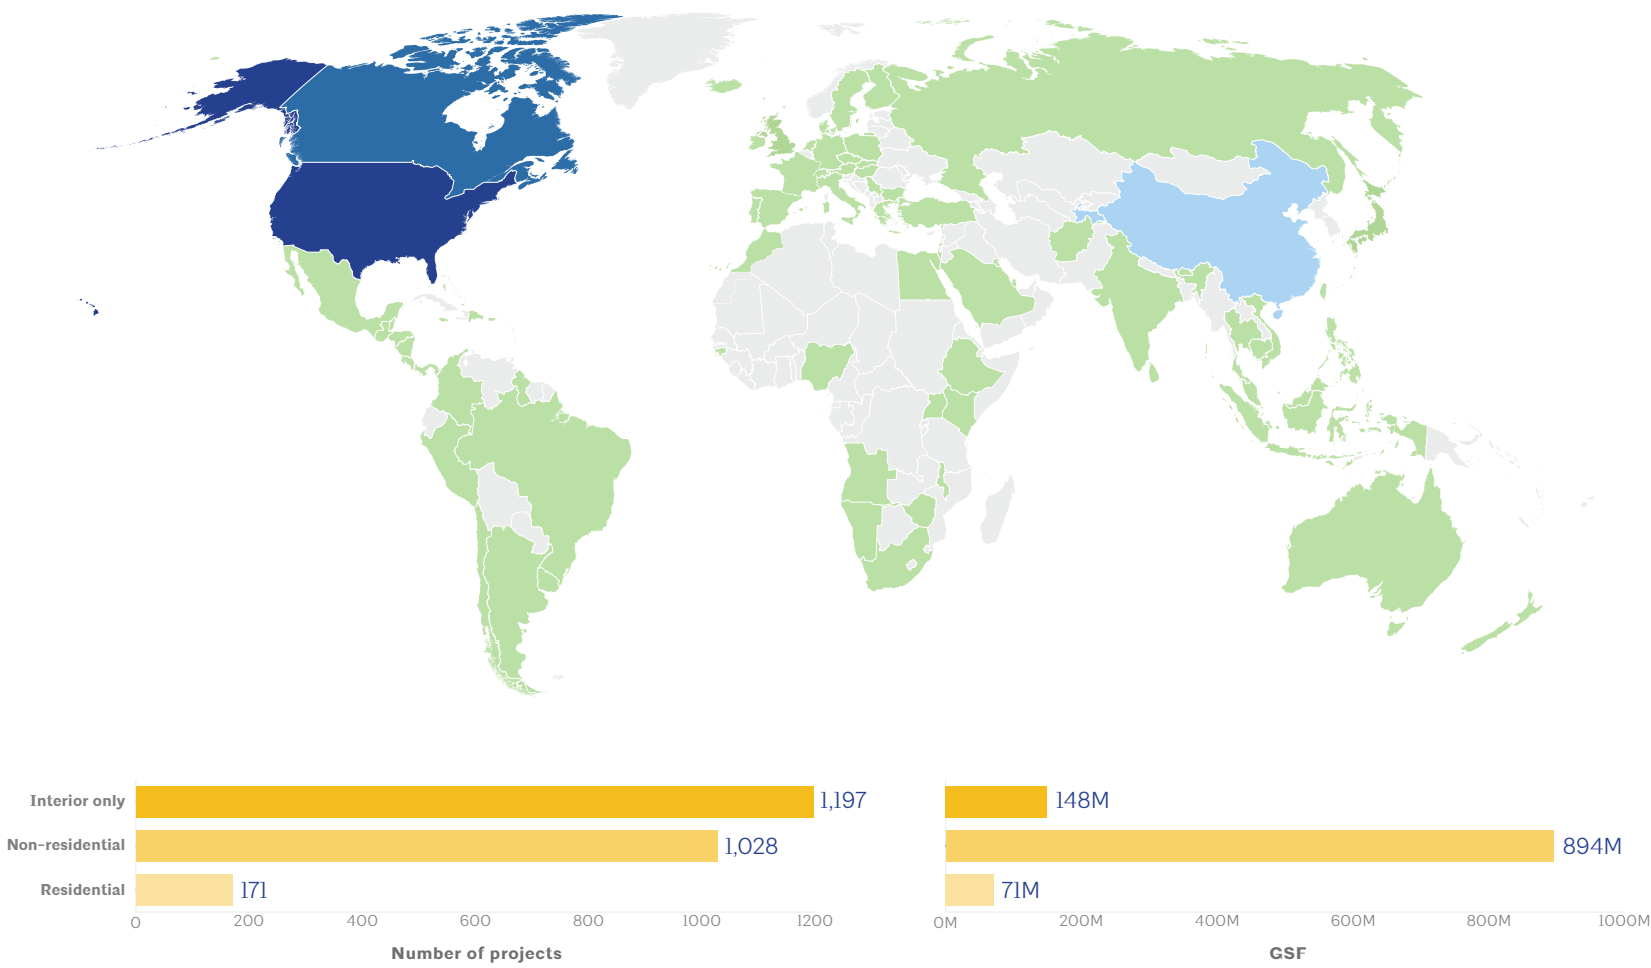 Interior only 1,197 148M
Non-residential 1,028 894M
Residential 171 71M
0 200 400 600 800 1000 1200 0M 200M 400M 600M 800M 1000M
Number of projects GSF